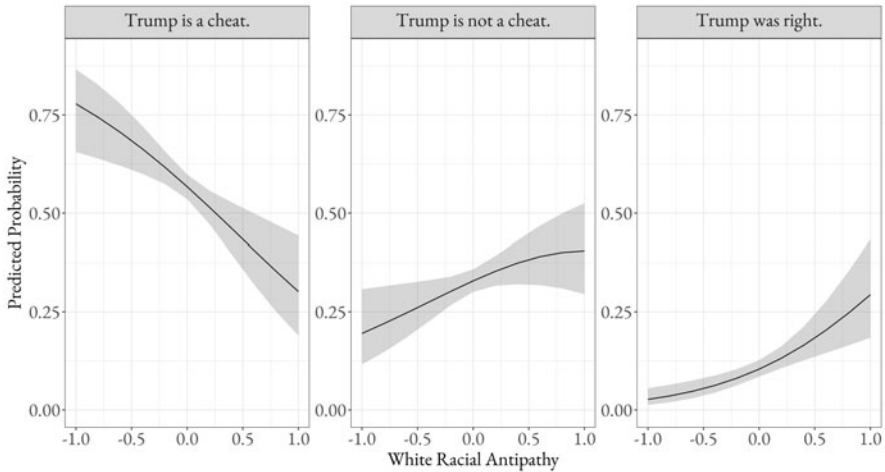 Trump is a cheat.
Trump is not a cheat.
Trump was right.
Predicted Probability
0.75
0.50
0.25
0.00
0.75
0.50
0.25
0.00
0.75
0.50
0.25
0.00
-1.0 -0.5 0.0 0.5 1.0
-1.0 -0.5 0.0 0.5 1.0
-1.0 -0.5 0.0 0.5 1.0
White Racial Antipathy